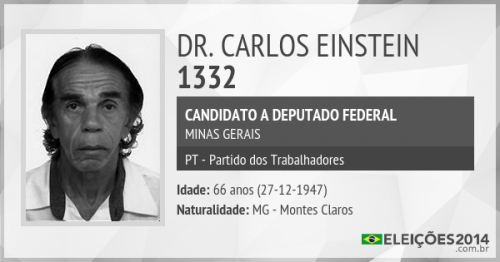 DR. CARLOS EINSTEIN
1332
CANDIDATO A DEPUTADO FEDERAL
MINAS GERAIS
PT - Partido dos Trabalhadores
Idade: 66 anos (27-12-1947)
Naturalidade: MG - Montes Claros
ELEIÇÕES2014
.com.br